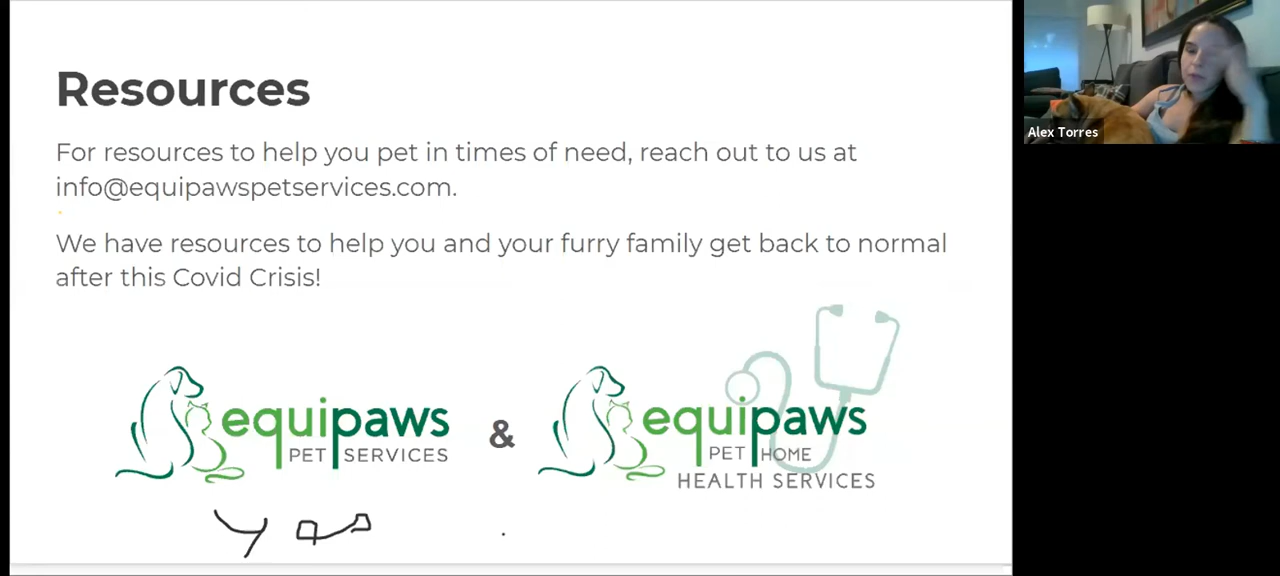 Resources
For resources to help you pet in times of need, reach out to us at
info@equipawspetservices.com.
We have resources to help you and your furry family get back to normal
after this Covid Crisis!
equipaws
PET SERVICES
&
equipaws
PET HOME
HEALTH SERVICES
Alex Torres